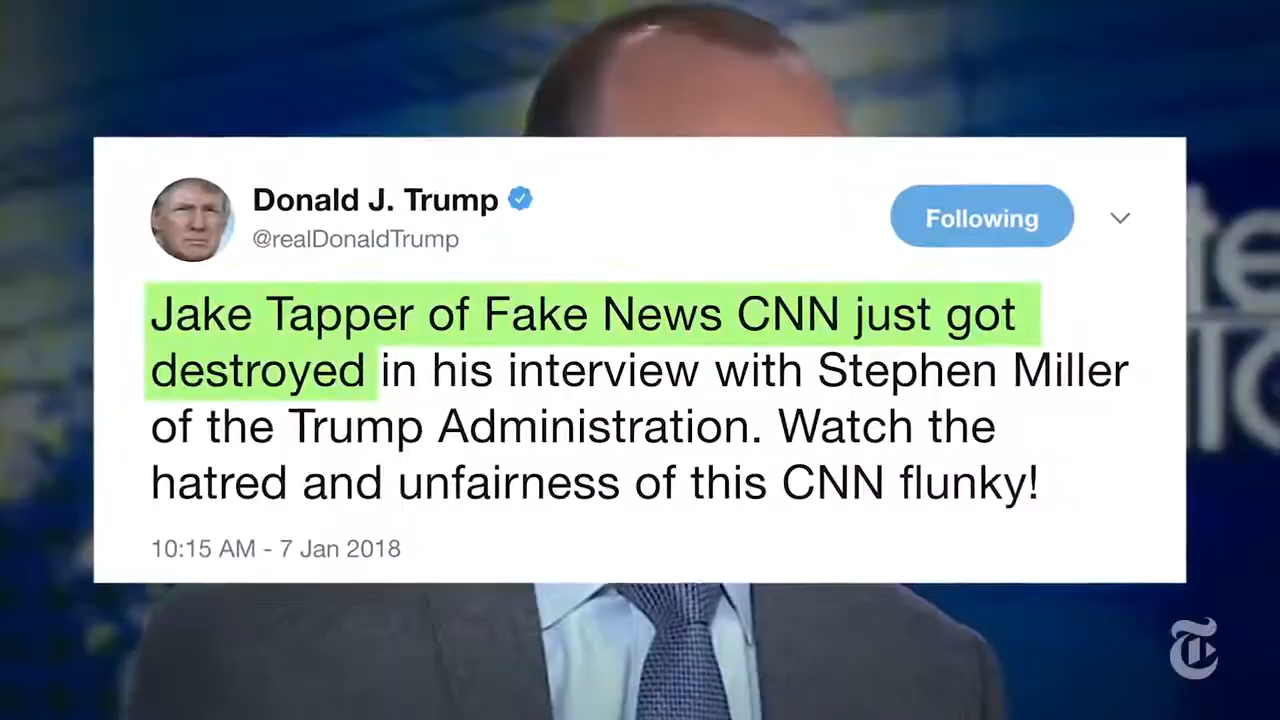 Donald J. Trump
@realDonaldTrump
Following
Jake Tapper of Fake News CNN just got
destroyed in his interview with Stephen Miller
of the Trump Administration. Watch the
hatred and unfairness of this CNN flunky!
10:15 AM - 7 Jan 2018